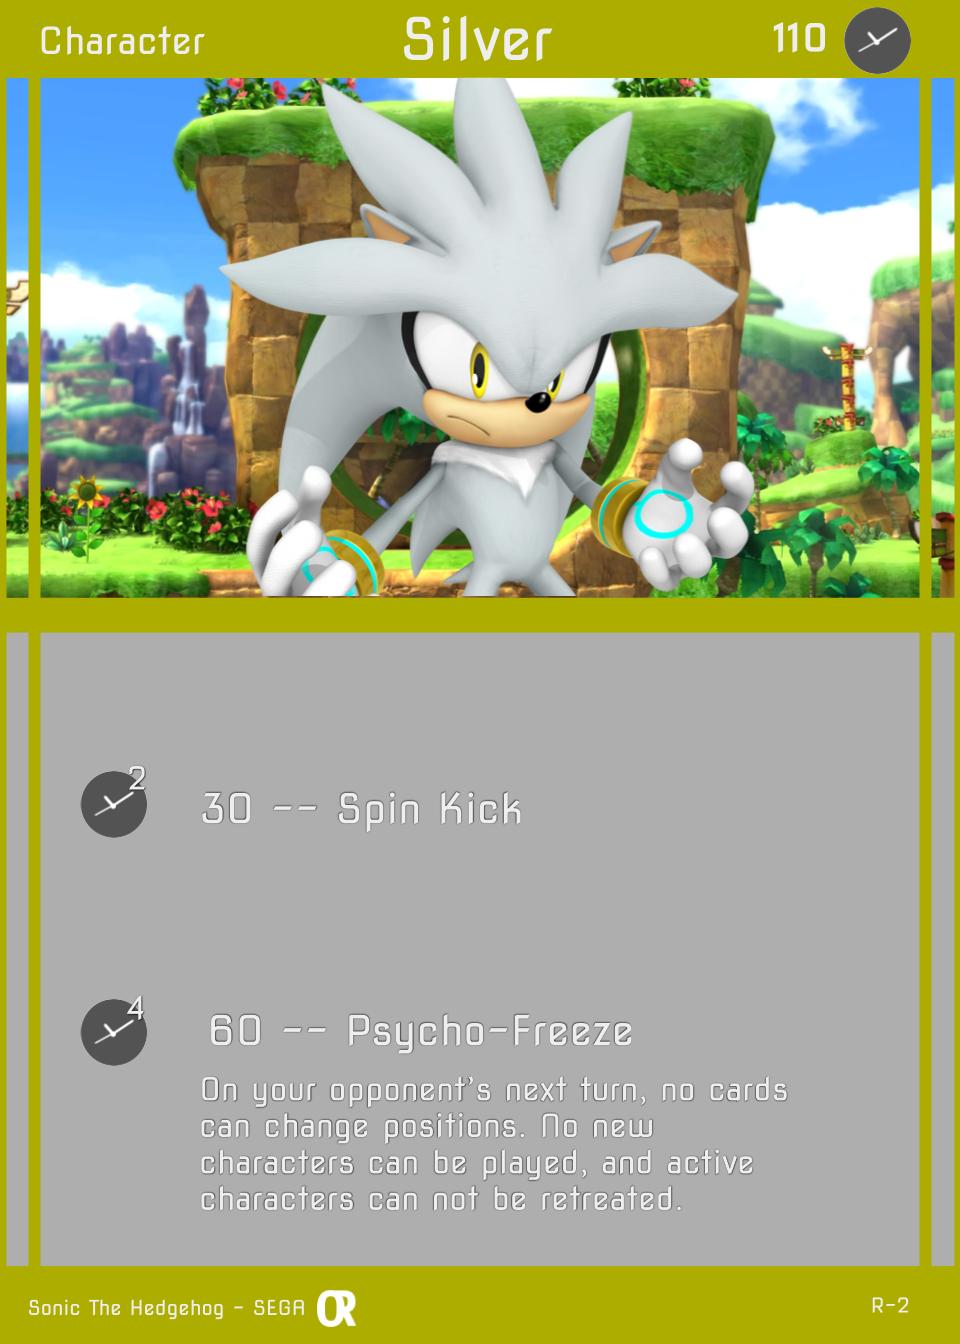 Character Silver 110
2
30 -- Spin Kick
4
60 -- Psycho-Freeze
On your opponent's next turn, no cards
can change positions. No new
characters can be played, and active
characters can not be retreated.
Sonic The Hedgehog - SEGA OR R-2